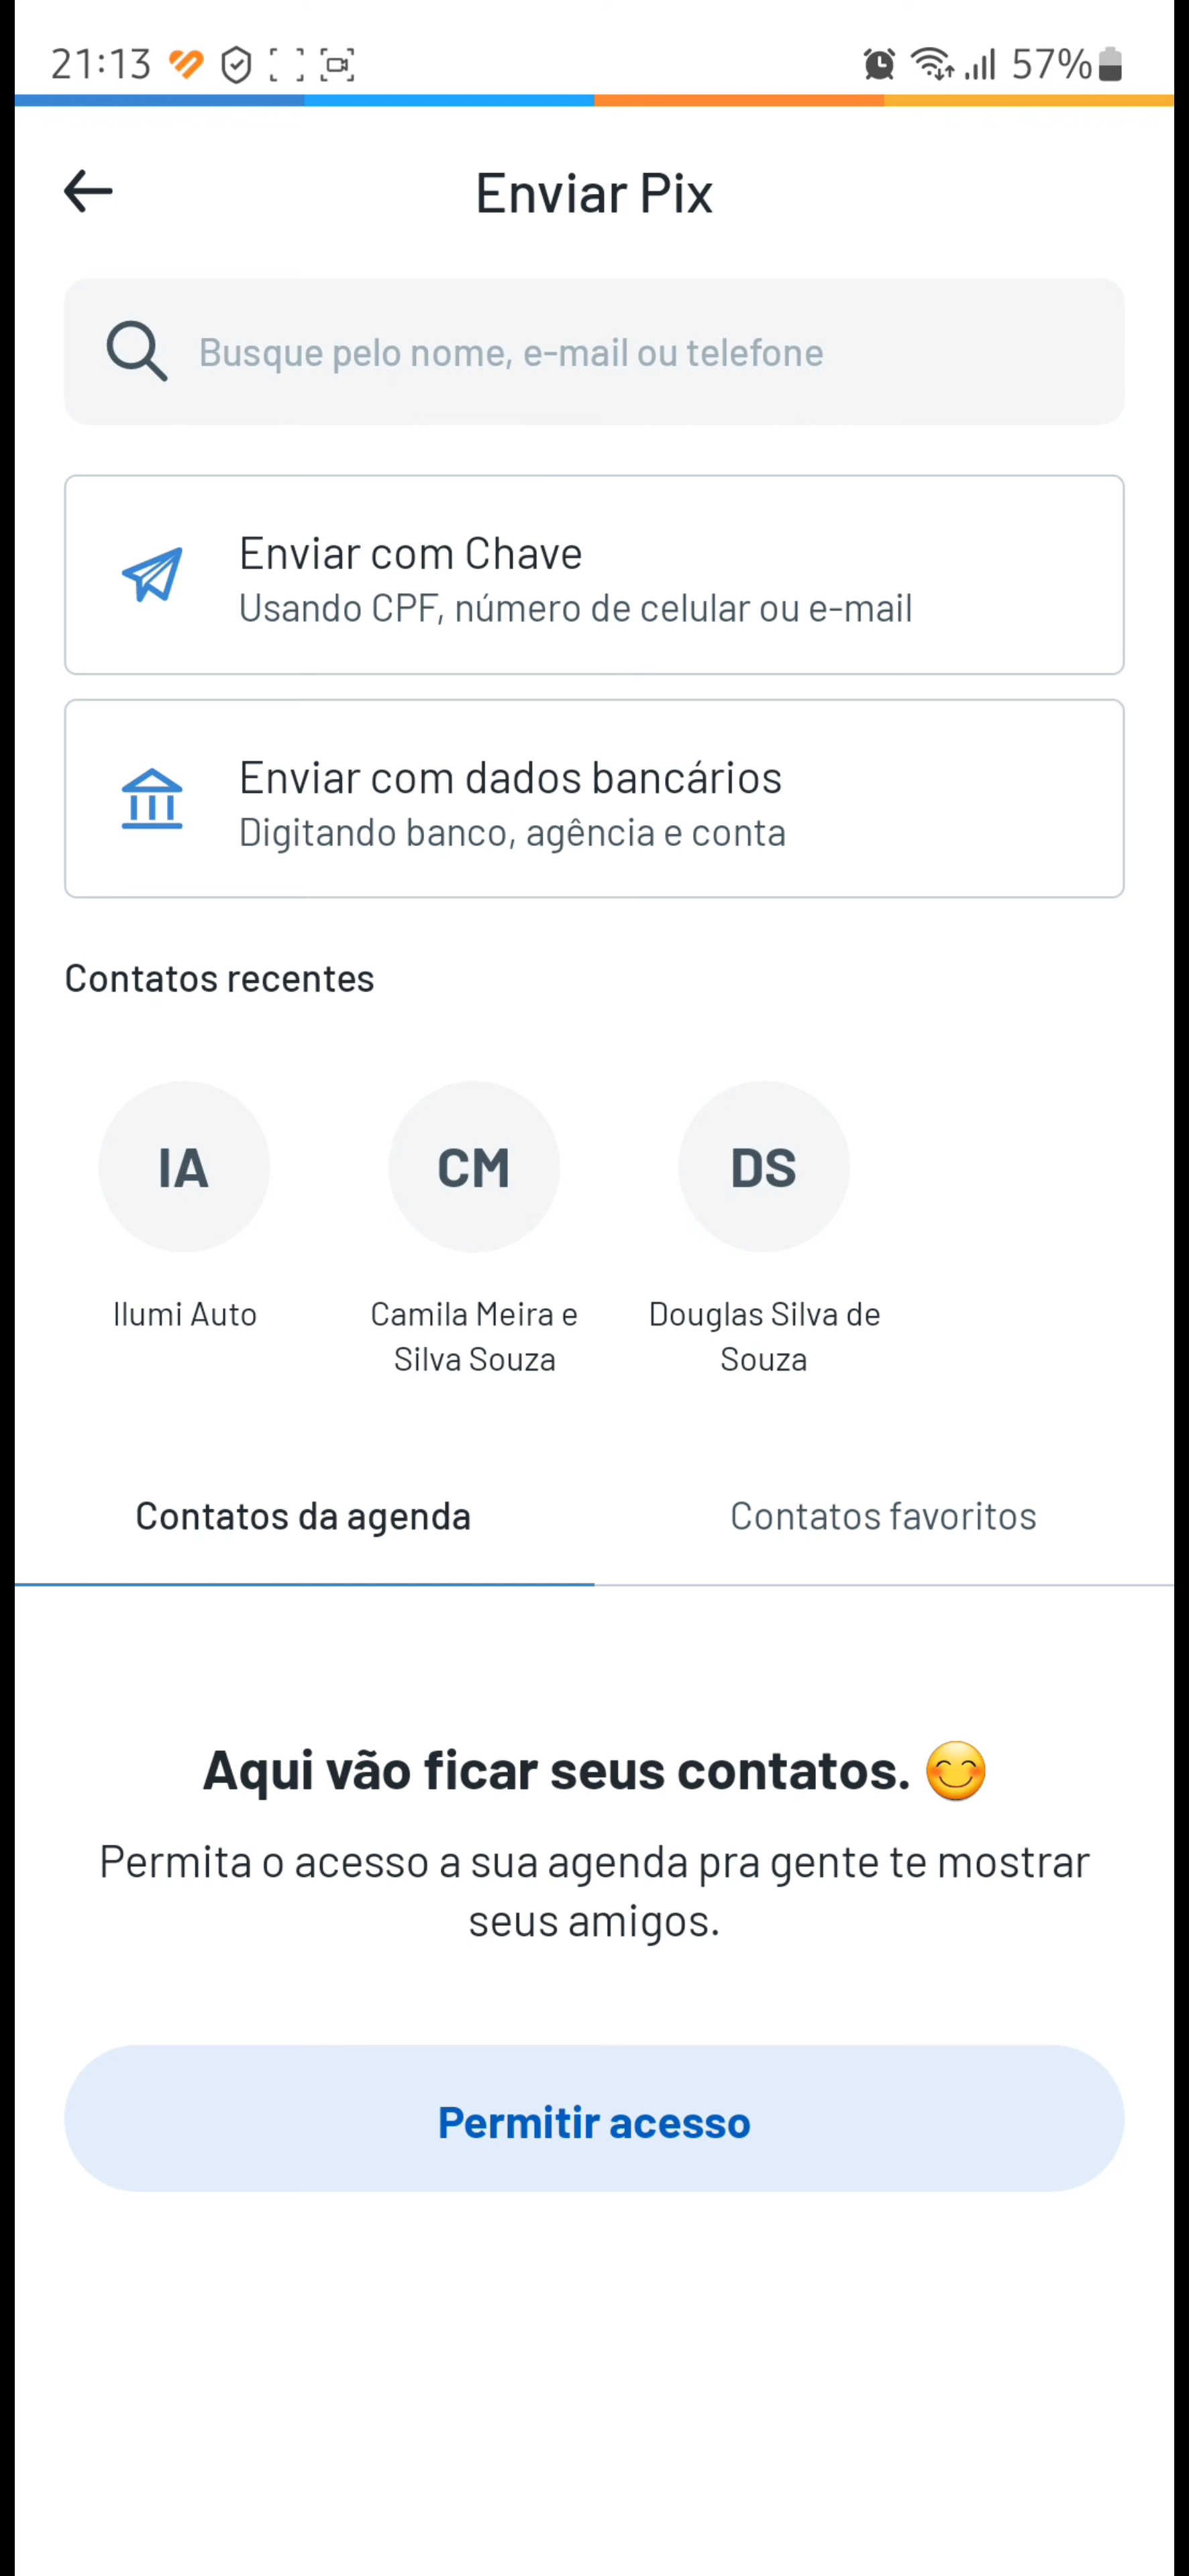 21:13
57%
Enviar Pix
Busque pelo nome, e-mail ou telefone
Enviar com Chave
Usando CPF, número de celular ou e-mail
Enviar com dados bancários
Digitando banco, agência e conta
Contatos recentes
IA
CM
DS
Ilumi Auto
Camila Meira e
Silva Souza
Douglas Silva de
Souza
Contatos da agenda
Contatos favoritos
Aqui vão ficar seus contatos. 😊
Permita o acesso a sua agenda pra gente te mostrar
seus amigos.
Permitir acesso